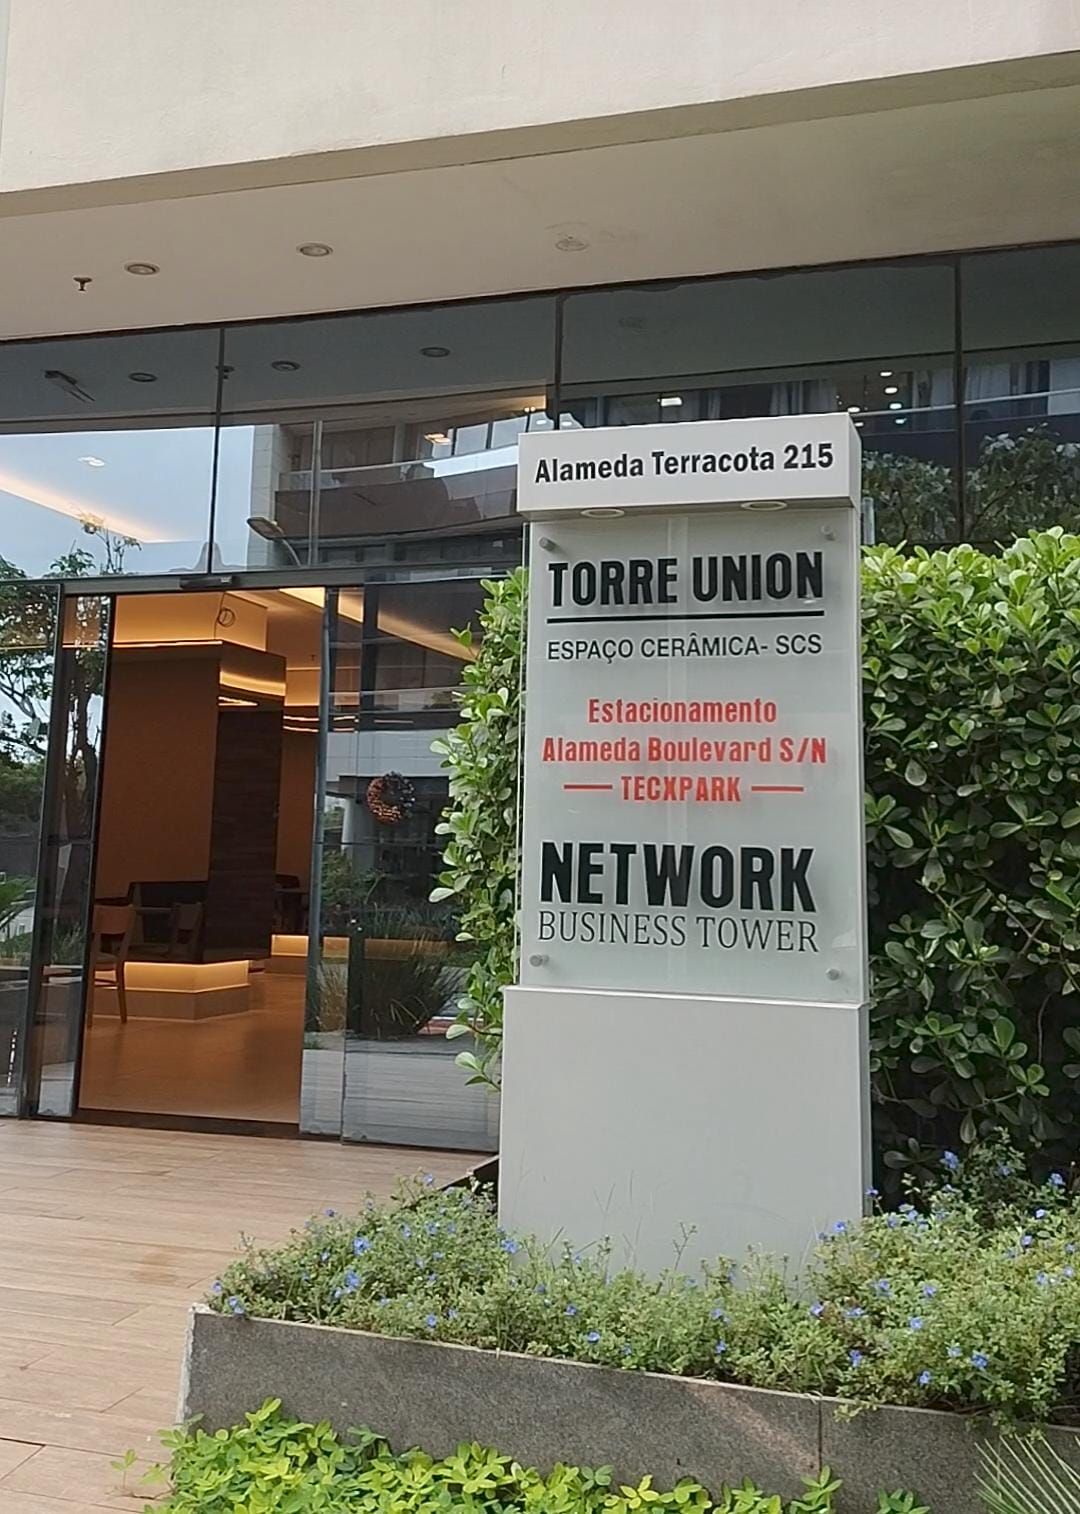 Alameda Terracota 215
TORRE UNION
ESPAÇO CERÂMICA- SCS
Estacionamento
Alameda Boulevard S/N
TECXPARK
NETWORK
BUSINESS TOWER